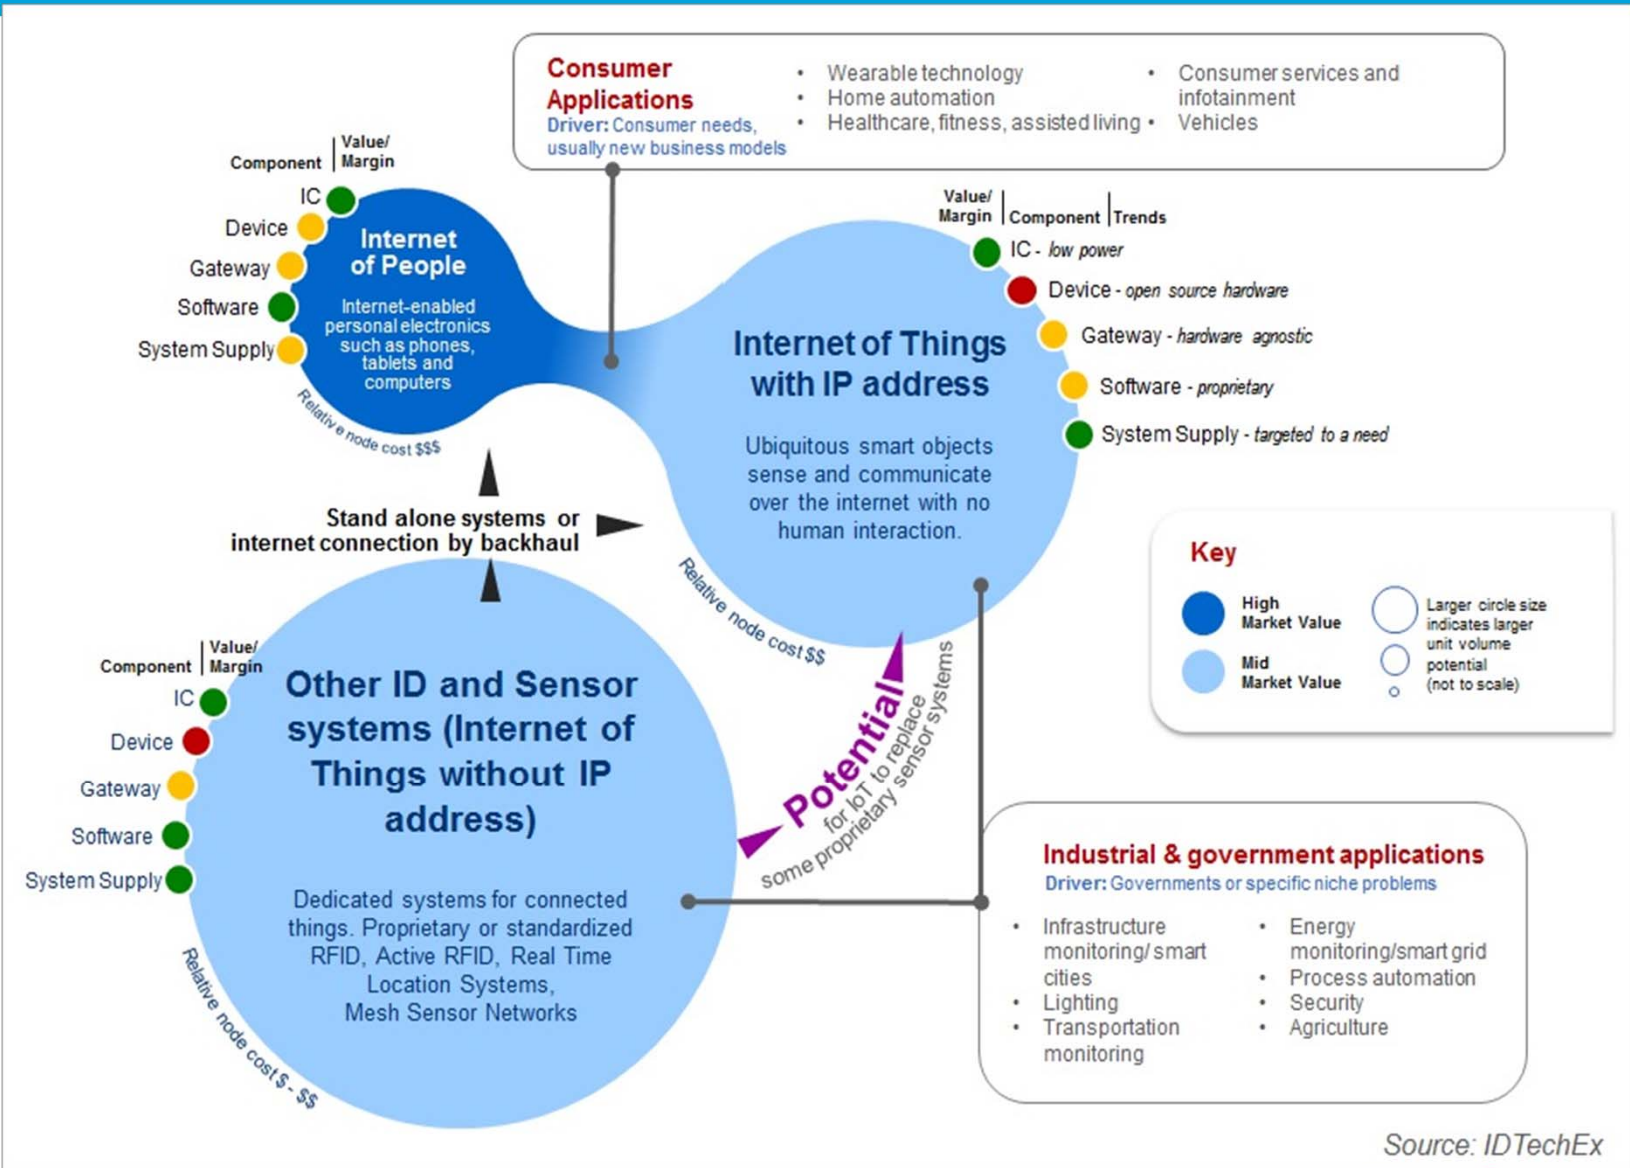 Consumer
Applications
Driver: Consumer needs,
usually new business models
• Wearable technology
• Home automation
• Healthcare, fitness, assisted living
• Consumer services and
infotainment
• Vehicles
Component | Value/
Margin
IC
Device
Gateway
Software
System Supply
Internet
of People
Internet-enabled
personal electronics
such as phones,
tablets and
computers
Relative node cost $$$
Value/
Margin | Component | Trends
IC - low power
Device - open source hardware
Gateway - hardware agnostic
Software - proprietary
System Supply - targeted to a need
Internet of Things
with IP address
Ubiquitous smart objects
sense and communicate
over the internet with no
human interaction.
Relative node cost $$
Stand alone systems or
internet connection by backhaul
Key
High
Market Value
Mid
Market Value
Larger circle size
indicates larger
unit volume
potential
(not to scale)
Component | Value/
Margin
IC
Device
Gateway
Software
System Supply
Other ID and Sensor
systems (Internet of
Things without IP
address)
Dedicated systems for connected
things. Proprietary or standardized
RFID, Active RFID, Real Time
Location Systems,
Mesh Sensor Networks
Relative node cost $ - $$
Potential
for IoT to replace
some proprietary sensor systems
Industrial & government applications
Driver: Governments or specific niche problems
• Infrastructure
monitoring/ smart
cities
• Lighting
• Transportation
monitoring
• Energy
monitoring/smart grid
• Process automation
• Security
• Agriculture
Source: IDTechEx